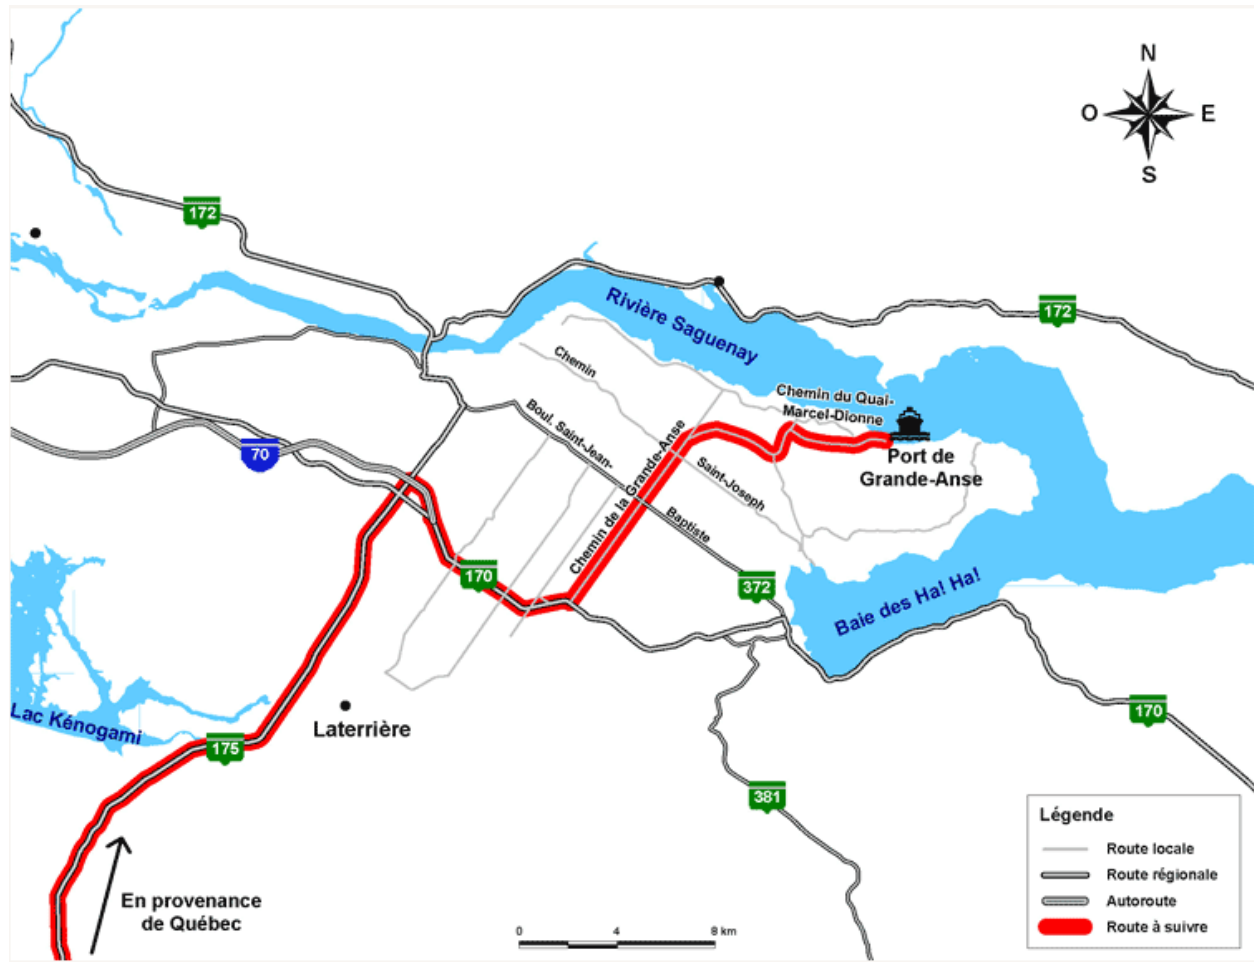 N
O
E
S
172
Rivière Saguenay
172
Chemin
Chemin du Quai-
Marcel-Dionne
Boul. Saint-Jean-
Port de
Grande-Anse
70
Chemin de la Grande-Anse
Saint-Joseph
Baptiste
170
372
Baie des Ha! Ha!
Lac Kénogami
Laterrière
175
170
381
En provenance
de Québec
0
4
8 km
Légende
Route locale
Route régionale
Autoroute
Route à suivre